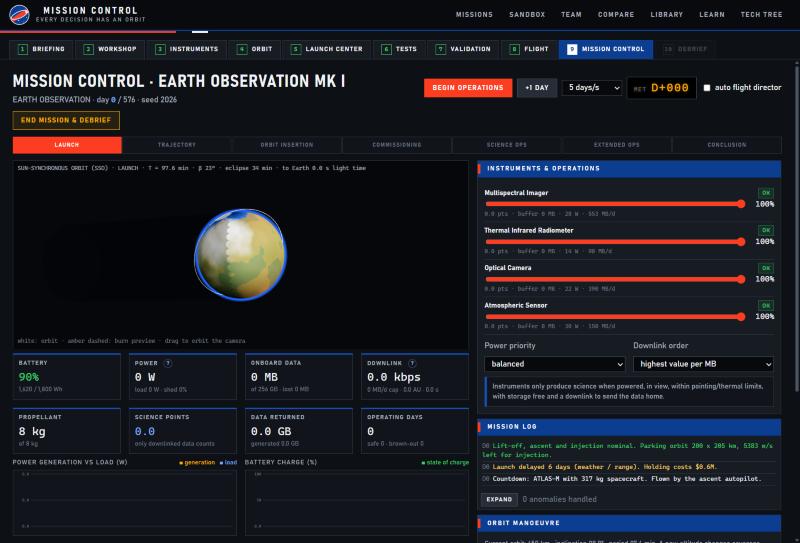 MISSION CONTROL
EVERY DECISION HAS AN ORBIT
MISSIONS SANDBOX TEAM COMPARE LIBRARY LEARN TECH TREE
1 BRIEFING 2 WORKSHOP 3 INSTRUMENTS 4 ORBIT 5 LAUNCH CENTER 6 TESTS 7 VALIDATION 8 FLIGHT 9 MISSION CONTROL 10 DEBRIEF
MISSION CONTROL · EARTH OBSERVATION MK I
EARTH OBSERVATION · day 0 / 576 · seed 2026
BEGIN OPERATIONS +1 DAY 5 days/s MET D+000 auto flight director
END MISSION & DEBRIEF
LAUNCH TRAJECTORY ORBIT INSERTION COMMISSIONING SCIENCE OPS EXTENDED OPS CONCLUSION
SUN-SYNCHRONOUS ORBIT (SSO) · LAUNCH · T = 97.6 min · β 23° · eclipse 34 min · to Earth 0.0 s light time
white: orbit · amber dashed: burn preview · drag to orbit the camera
BATTERY
90%
1,620 / 1,800 Wh
POWER ?
0 W
load 0 W · shed 0%
ONBOARD DATA
0 MB
of 256 GB · lost 0 MB
DOWNLINK ?
0.0 kbps
0 MB/d cap · 0.0 AU · 0.0 s
PROPELLANT
8 kg
of 8 kg
SCIENCE POINTS
0.0
only downlinked data counts
DATA RETURNED
0.0 GB
generated 0.0 GB
OPERATING DAYS
0
safe 0 · brown-out 0
POWER GENERATION VS LOAD (W) generation load
BATTERY CHARGE (%) state of charge
INSTRUMENTS & OPERATIONS
Multispectral Imager OK
100%
0.0 pts · buffer 0 MB · 28 W · 553 MB/d
Thermal Infrared Radiometer OK
100%
0.0 pts · buffer 0 MB · 14 W · 98 MB/d
Optical Camera OK
100%
0.0 pts · buffer 0 MB · 22 W · 390 MB/d
Atmospheric Sensor OK
100%
0.0 pts · buffer 0 MB · 30 W · 150 MB/d
Power priority Downlink order
balanced highest value per MB
Instruments only produce science when powered, in view, within pointing/thermal limits,
with storage free and a downlink to send the data home.
MISSION LOG
D0 Lift-off, ascent and injection nominal. Parking orbit 200 x 205 km, 5383 m/s
left for injection.
D0 Launch delayed 6 days (weather / range). Holding costs $0.6M.
D0 Countdown: ATLAS-M with 317 kg spacecraft. Flown by the ascent autopilot.
EXPAND 0 anomalies handled
ORBIT MANOEUVRE